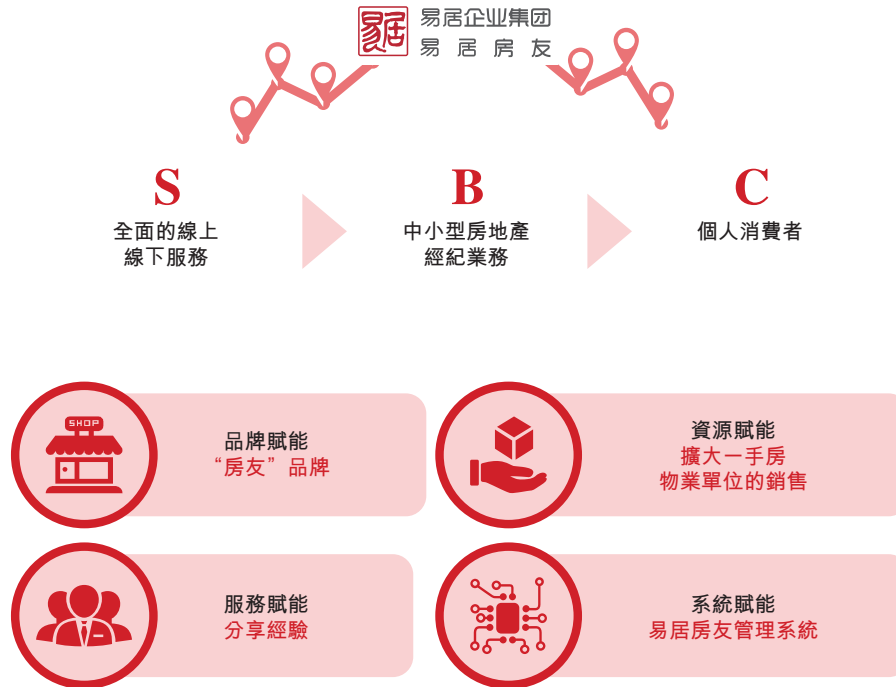 易居
易居企业集团
易居房友
S
全面的線上
線下服務
B
中小型房地產
經紀業務
C
個人消費者
SHOP
品牌賦能
“房友”品牌
資源賦能
擴大一手房
物業單位的銷售
服務賦能
分享經驗
系統賦能
易居房友管理系統